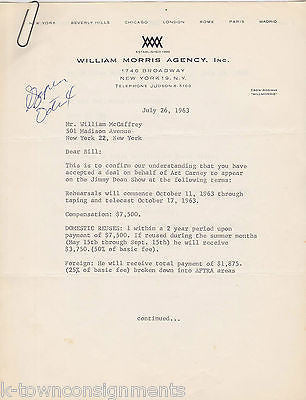 NEW YORK BEVERLY HILLS CHICAGO LONDON ROME PARIS MADRID
ESTABLISHED 1898
WILLIAM MORRIS AGENCY, Inc.
1740 BROADWAY
NEW YORK 19, N.Y.
TELEPHONE JUDSON 6-5100
CABLE ADDRESS
"WILLMORRIS"
July 26, 1963
Mr. William McCaffrey
501 Madison Avenue
New York 22, New York
Dear Bill:
This is to confirm our understanding that you have
accepted a deal on behalf of Art Carney to appear
on the Jimmy Dean Show at the following terms:
Rehearsals will commence October 11, 1963 through
taping and telecast October 17, 1963.
Compensation: $7,500.
DOMESTIC REUSES: 1 within a 2 year period upon
payment of $7,500. If reused during the summer months
(May 15th through Sept. 15th) he will receive
$3,750 (50% of basic fee).
Foreign: He will receive total payment of $1,875.
(25% of basic fee) broken down into AFTRA areas
continued...
k-townconsignments